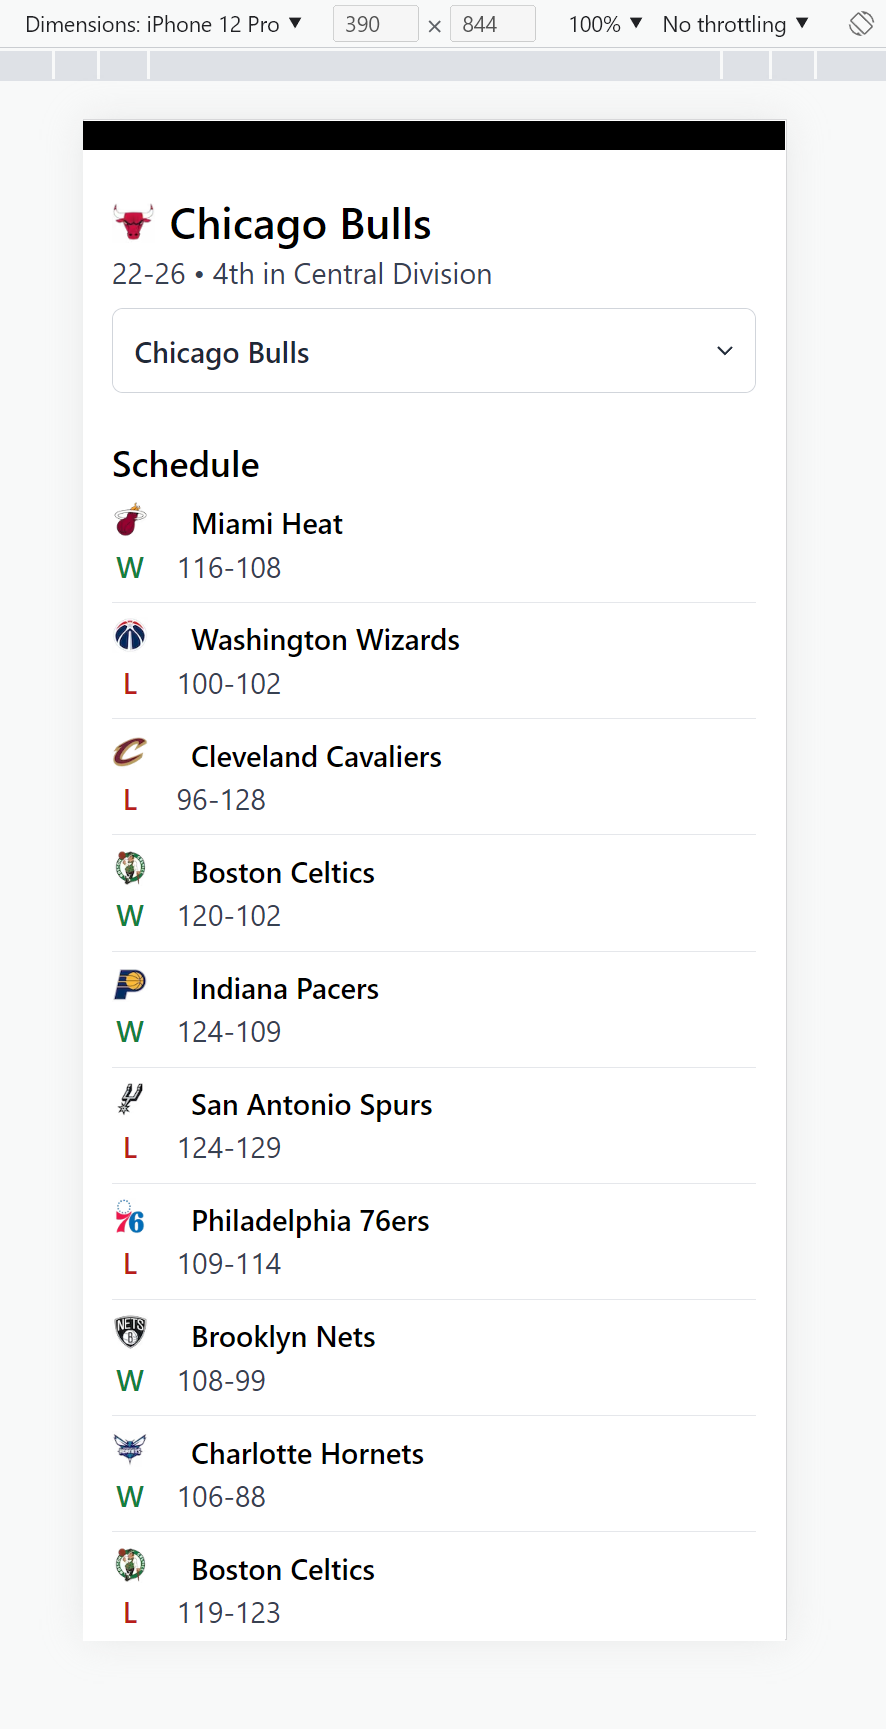 Dimensions: iPhone 12 Pro ▼ 390 × 844 100% ▼ No throttling ▼
Chicago Bulls
22-26 • 4th in Central Division
Chicago Bulls
Schedule
Miami Heat
W 116-108
Washington Wizards
L 100-102
Cleveland Cavaliers
L 96-128
Boston Celtics
W 120-102
Indiana Pacers
W 124-109
San Antonio Spurs
L 124-129
76
Philadelphia 76ers
L 109-114
NETS
B
Brooklyn Nets
W 108-99
Charlotte Hornets
W 106-88
Boston Celtics
L 119-123